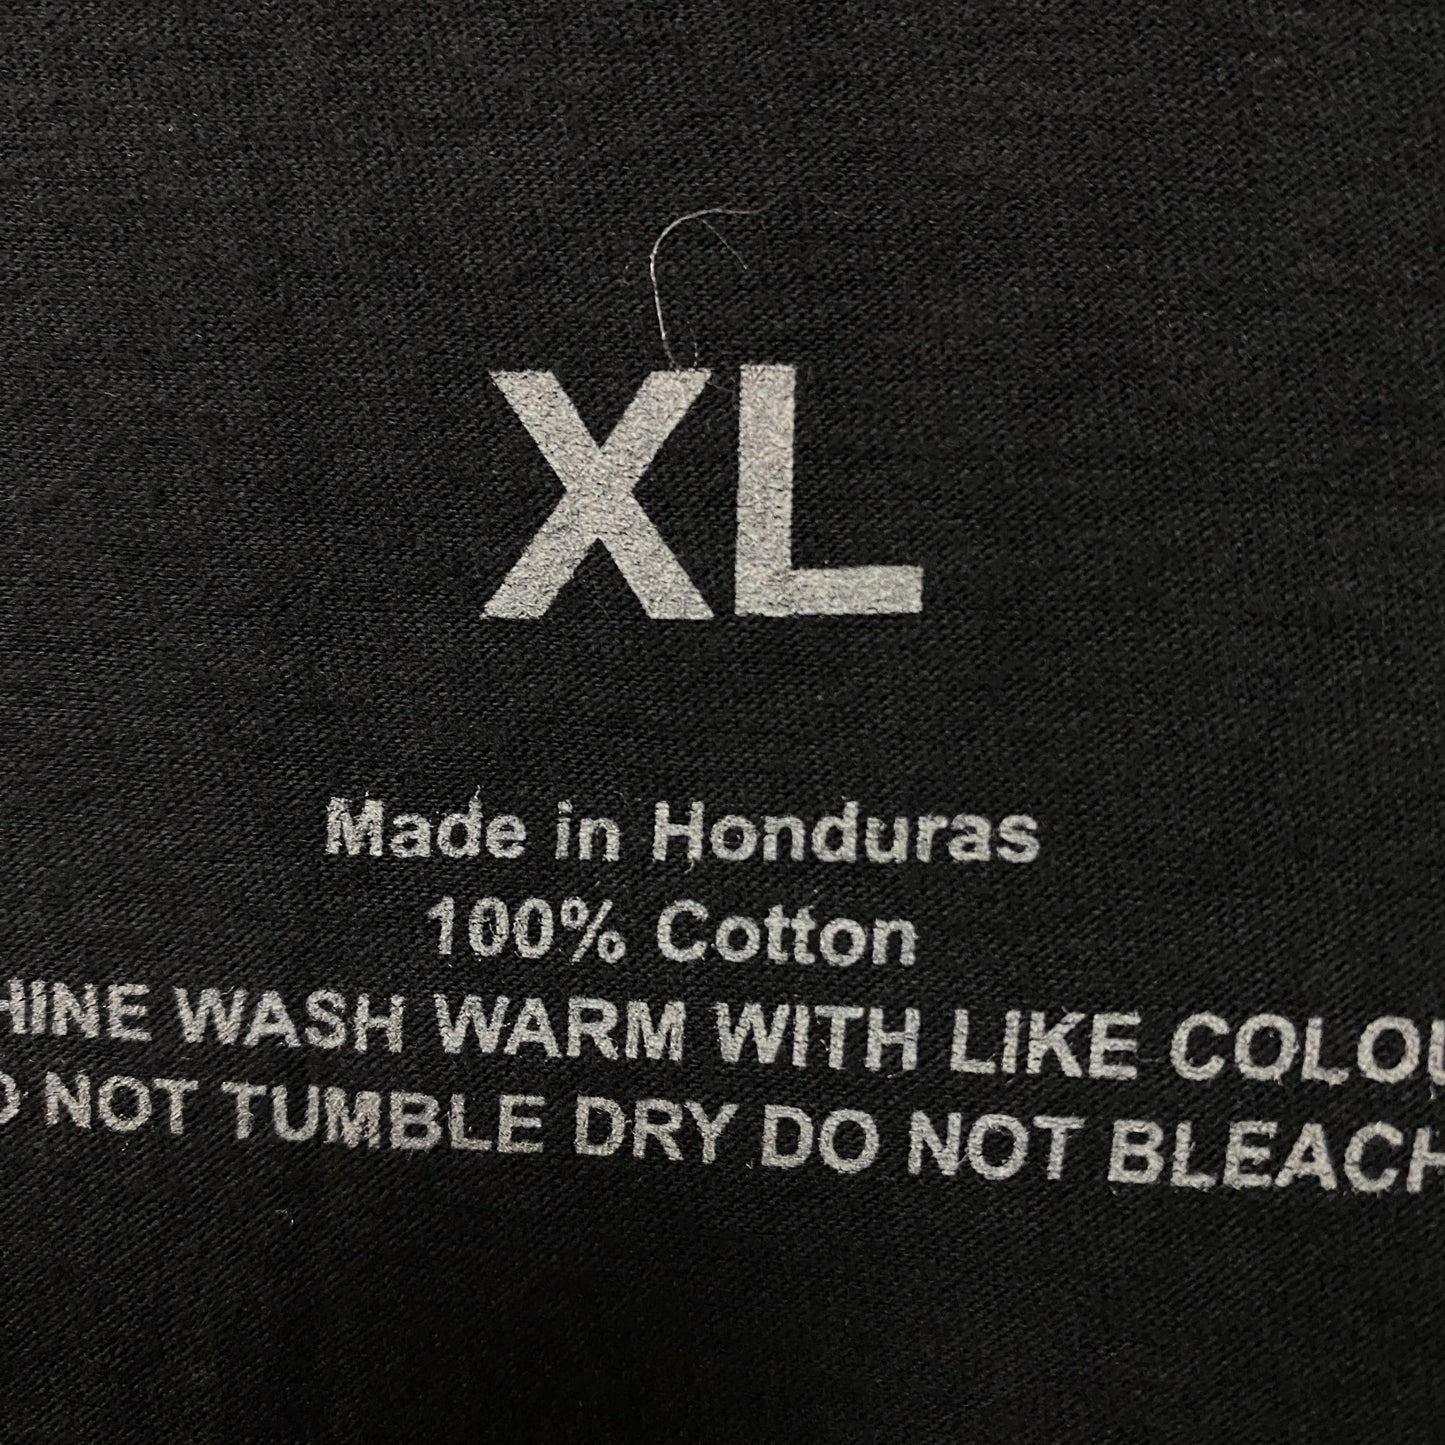 XL
Made in Honduras
100% Cotton
HINE WASH WARM WITH LIKE COLOU
NOT TUMBLE DRY DO NOT BLEACH